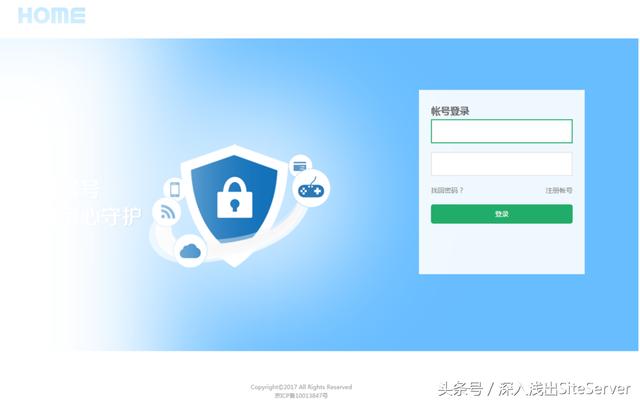 HOME
帐号登录
号
心守护
找回密码？
注册帐号
登录
Copyright©2017 All Rights Reserved
京ICP备10013847号
头条号 / 深入浅出SiteServer